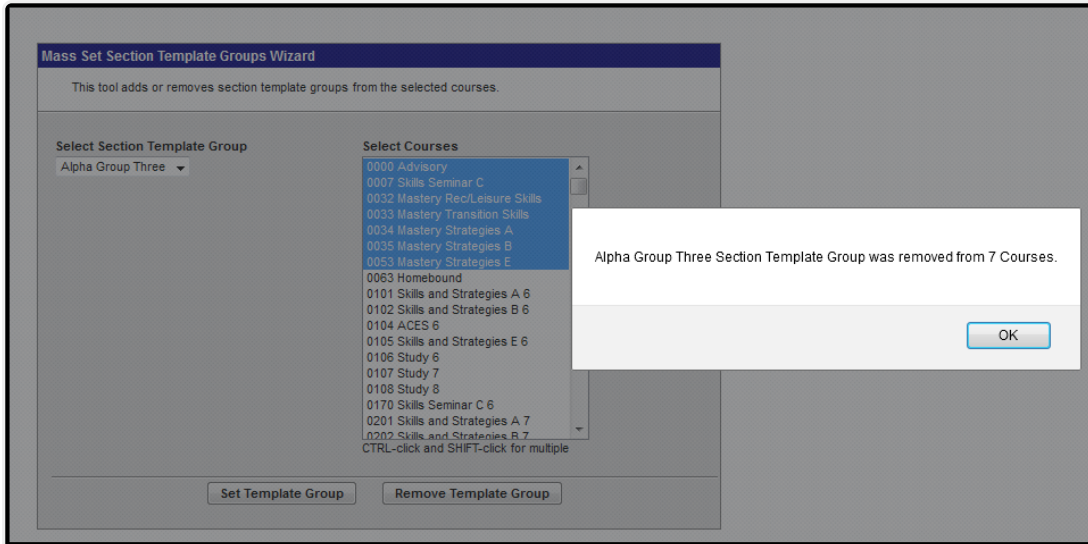 Mass Set Section Template Groups Wizard
This tool adds or removes section template groups from the selected courses.
Select Section Template Group
Alpha Group Three
Select Courses
0000 Advisory
0007 Skills Seminar C
0032 Mastery Rec/Leisure Skills
0033 Mastery Transition Skills
0034 Mastery Strategies A
0035 Mastery Strategies B
0053 Mastery Strategies E
0063 Homebound
0101 Skills and Strategies A 6
0102 Skills and Strategies B 6
0104 ACES 6
0105 Skills and Strategies E 6
0106 Study 6
0107 Study 7
0108 Study 8
0170 Skills Seminar C 6
0201 Skills and Strategies A 7
0202 Skills and Strategies B 7
CTRL-click and SHIFT-click for multiple
Set Template Group
Remove Template Group
Alpha Group Three Section Template Group was removed from 7 Courses.
OK